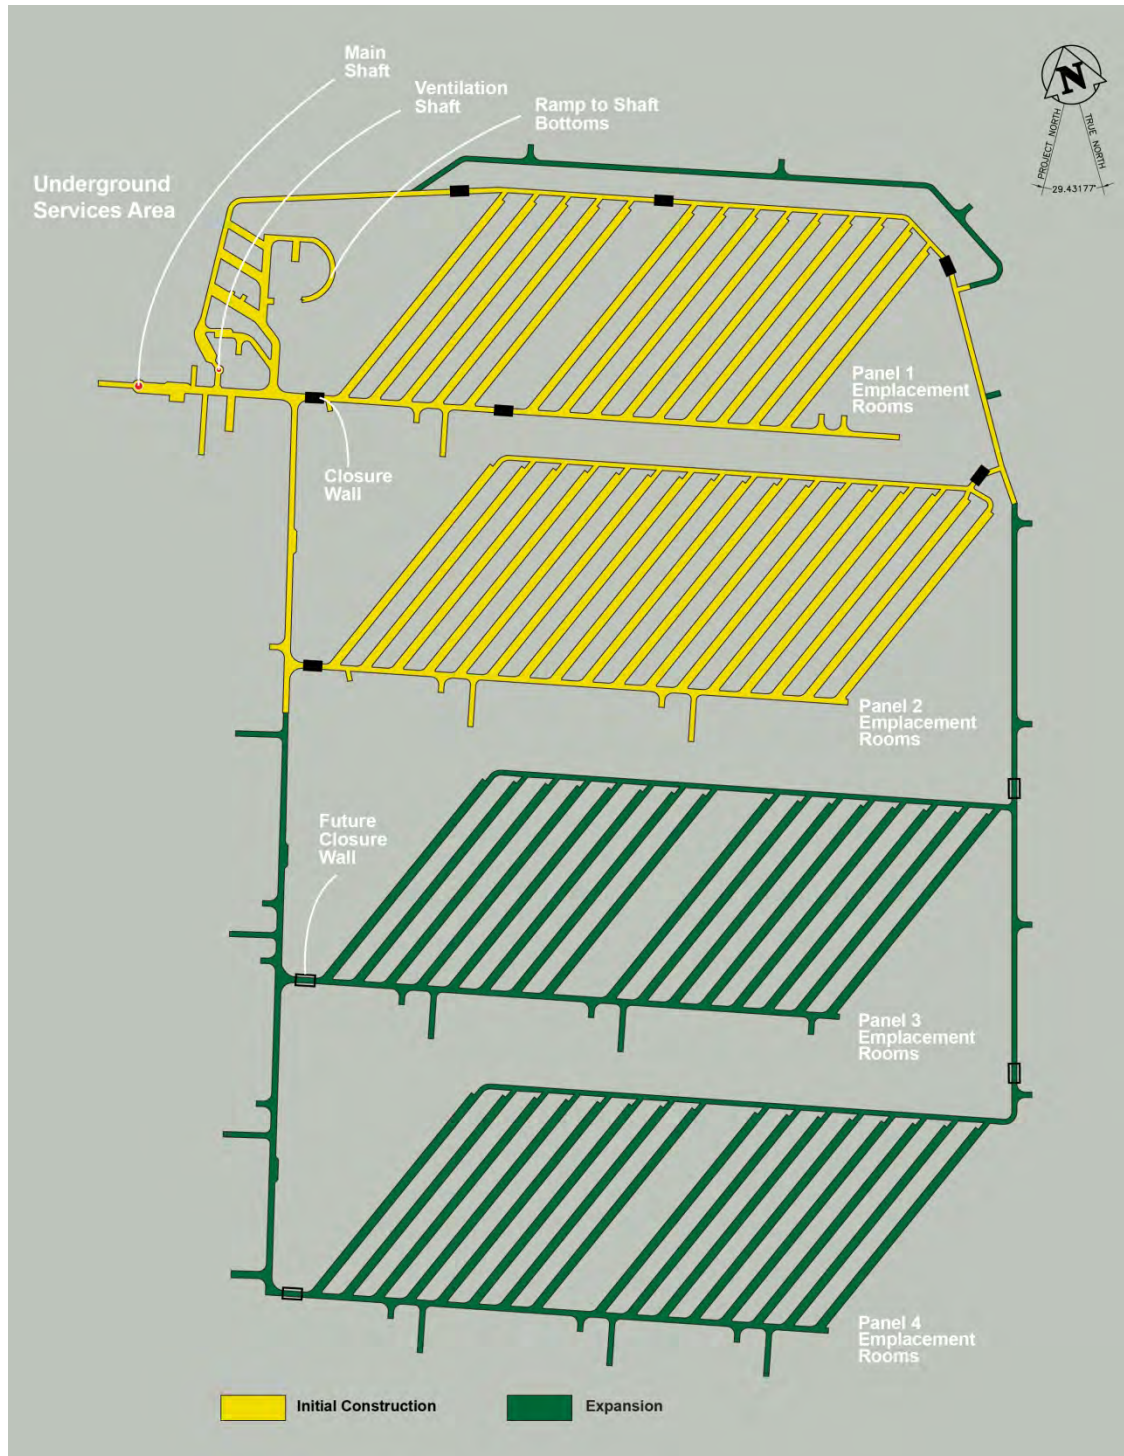 Main
Shaft
Ventilation
Shaft
Ramp to Shaft
Bottoms
N
PROJECT NORTH
TRUE NORTH
29.43177°
Underground
Services Area
Panel 1
Emplacement
Rooms
Closure
Wall
Panel 2
Emplacement
Rooms
Future
Closure
Wall
Panel 3
Emplacement
Rooms
Panel 4
Emplacement
Rooms
Initial Construction
Expansion